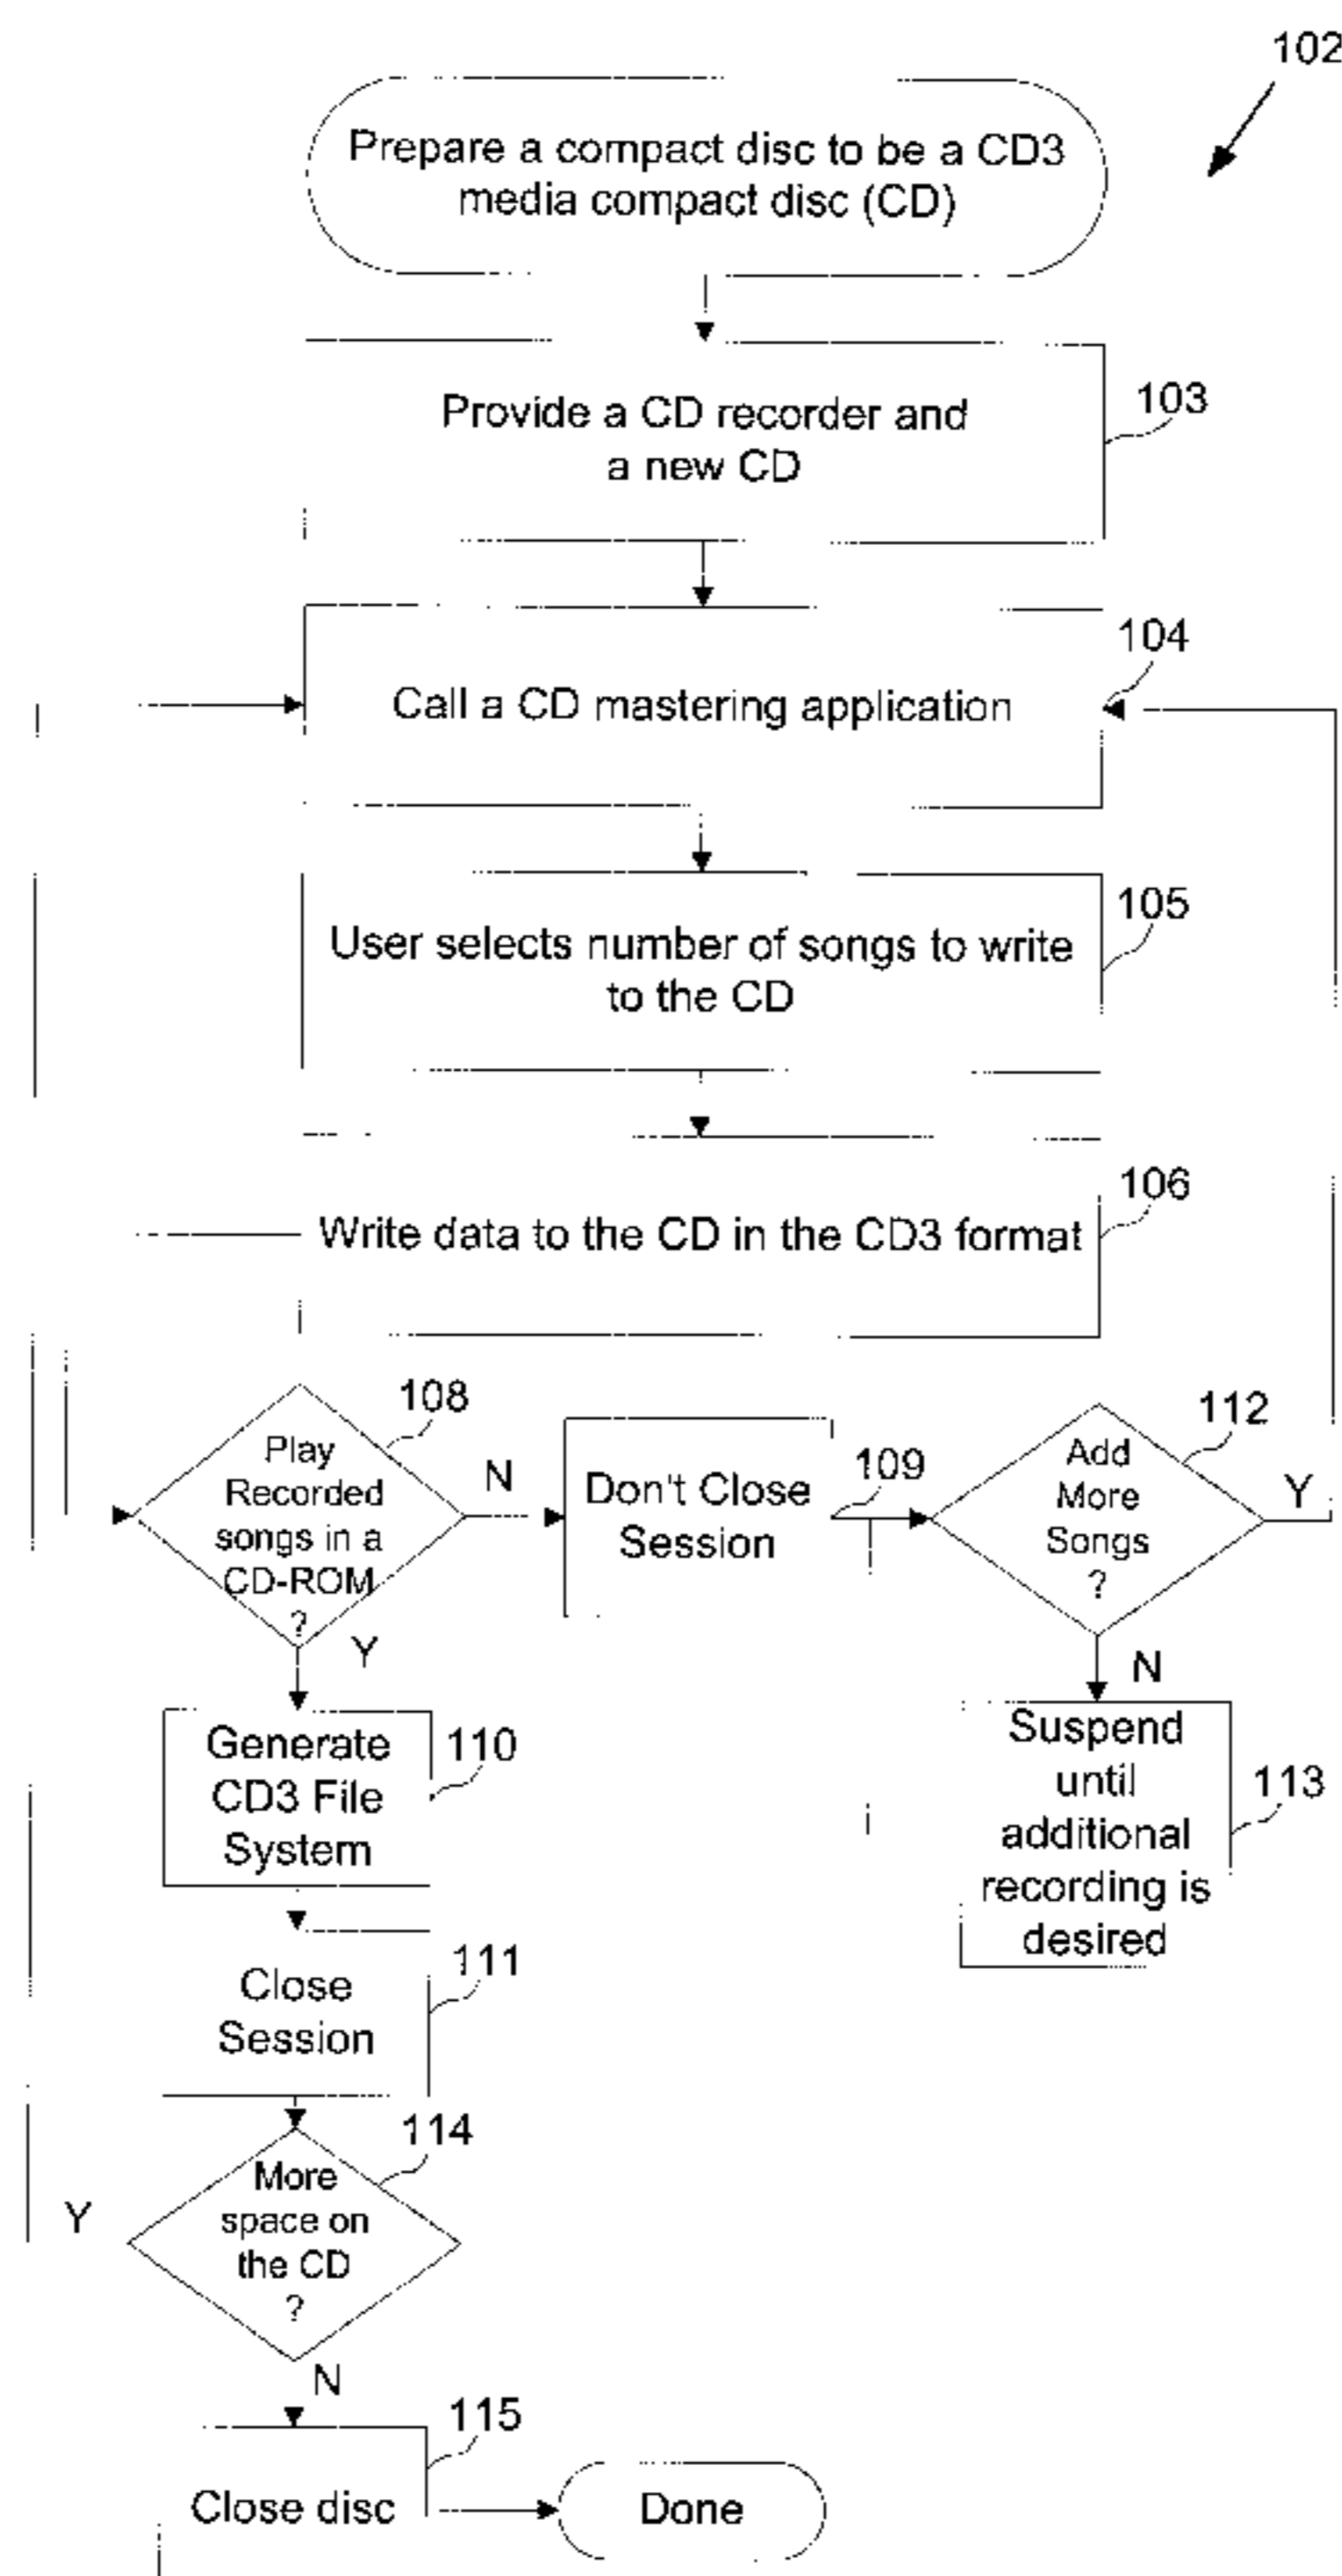 102
Prepare a compact disc to be a CD3
media compact disc (CD)
103
Provide a CD recorder and
a new CD
104
Call a CD mastering application
105
User selects number of songs to write
to the CD
106
Write data to the CD in the CD3 format
108
Play
Recorded
songs in a
CD-ROM
?
N
Y
Don't Close
Session
109
112
Add
More
Songs
?
Y
N
Generate
CD3 File
System
110
Suspend
until
additional
recording is
desired
113
Close
Session
111
114
More
space on
the CD
?
Y
N
115
Close disc
Done